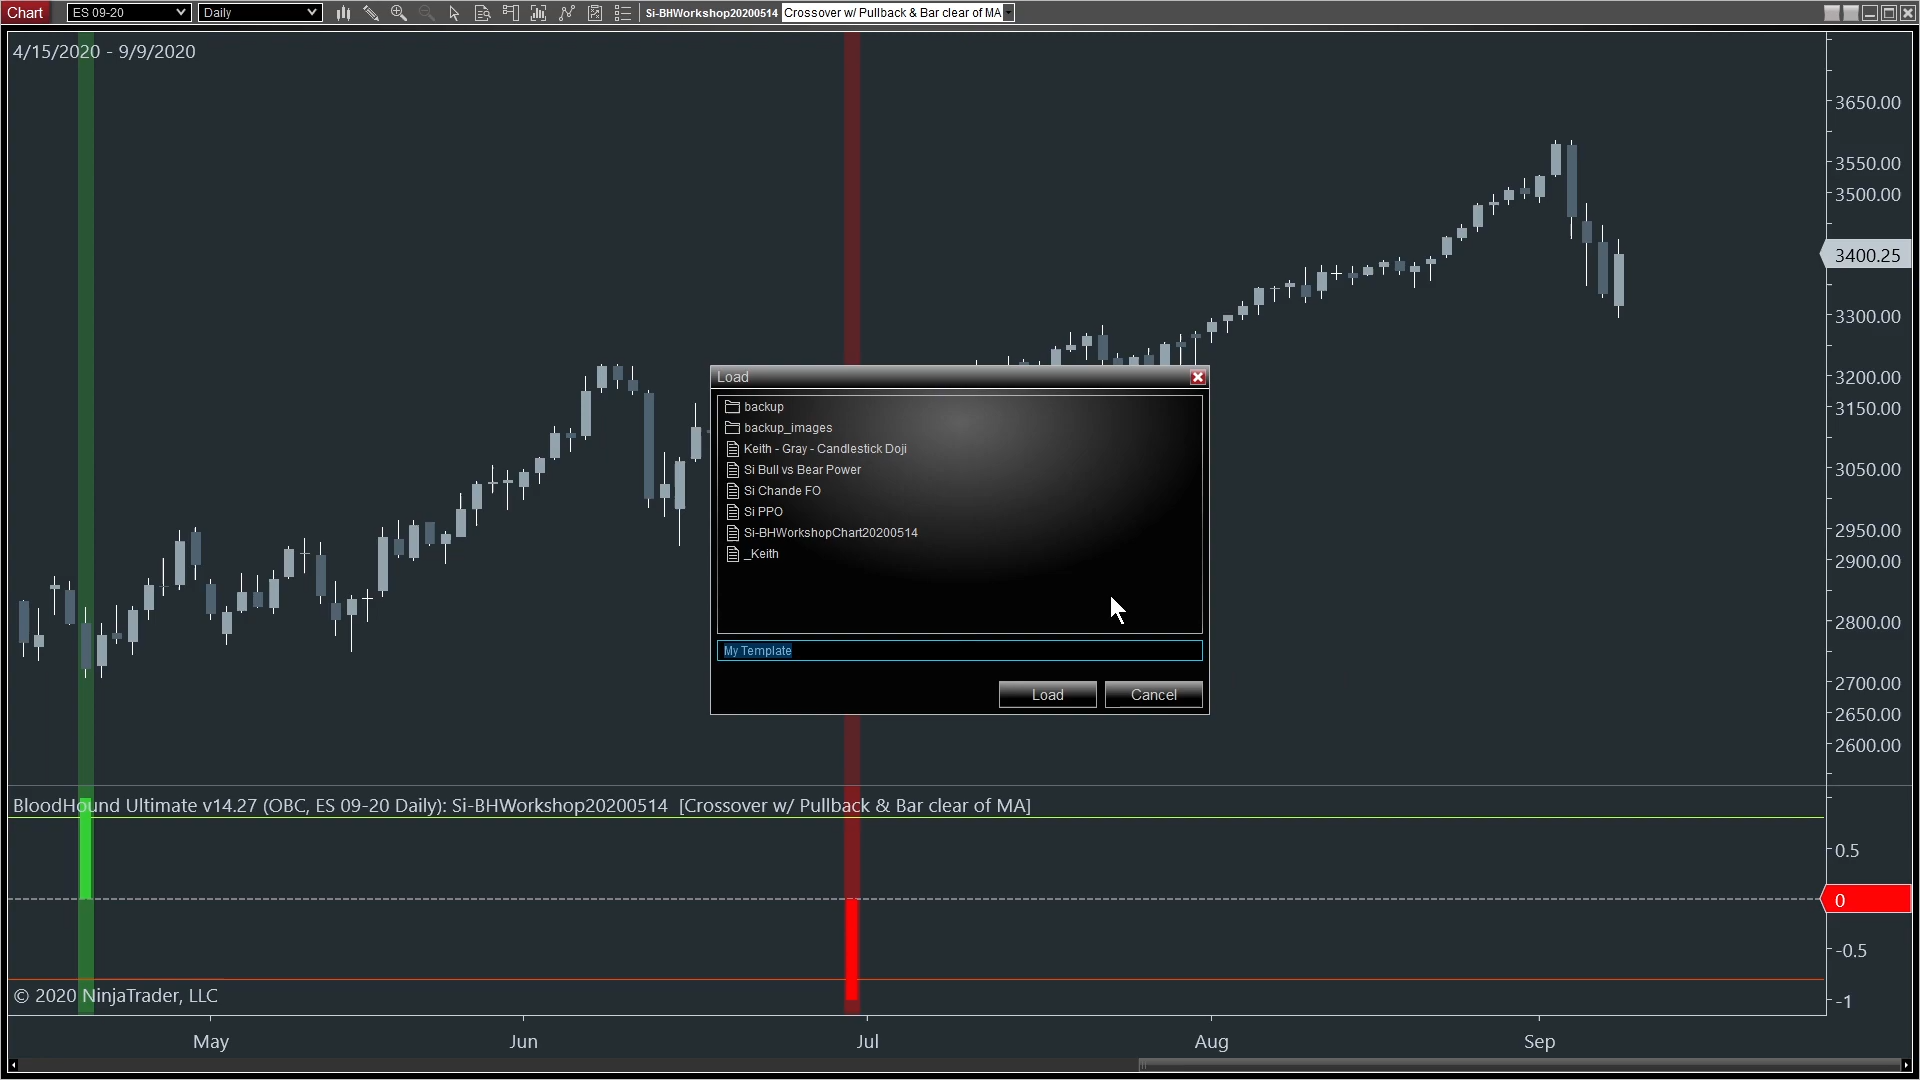 Chart ES 09-20 Daily Si-BHWorkshop20200514 Crossover w/ Pullback & Bar clear of MA
4/15/2020 - 9/9/2020
3650.00
3550.00
3500.00
3400.25
3300.00
3200.00
3150.00
3050.00
2950.00
2900.00
2800.00
2700.00
2650.00
2600.00
Load
backup
backup_images
Keith - Gray - Candlestick Doji
Si Bull vs Bear Power
Si Chande FO
Si PPO
Si-BHWorkshopChart20200514
_Keith
My Template
Load Cancel
BloodHound Ultimate v14.27 (OBC, ES 09-20 Daily): Si-BHWorkshop20200514 [Crossover w/ Pullback & Bar clear of MA]
0.5
0
-0.5
-1
© 2020 NinjaTrader, LLC
May Jun Jul Aug Sep